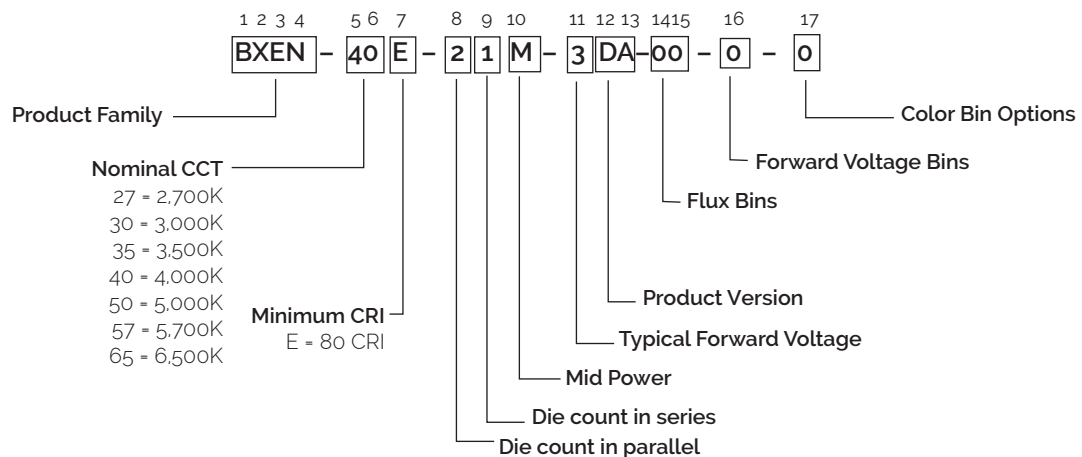 1 2 3 4 5 6 7 8 9 10 11 12 13 1415 16 17
BXEN – 40 E – 2 1 M – 3 DA–00 – 0 – 0
Product Family
Color Bin Options
Nominal CCT
Forward Voltage Bins
27 = 2,700K
Flux Bins
30 = 3,000K
35 = 3,500K
40 = 4,000K
50 = 5,000K
57 = 5,700K
65 = 6,500K
Minimum CRI
E = 80 CRI
Product Version
Typical Forward Voltage
Mid Power
Die count in series
Die count in parallel